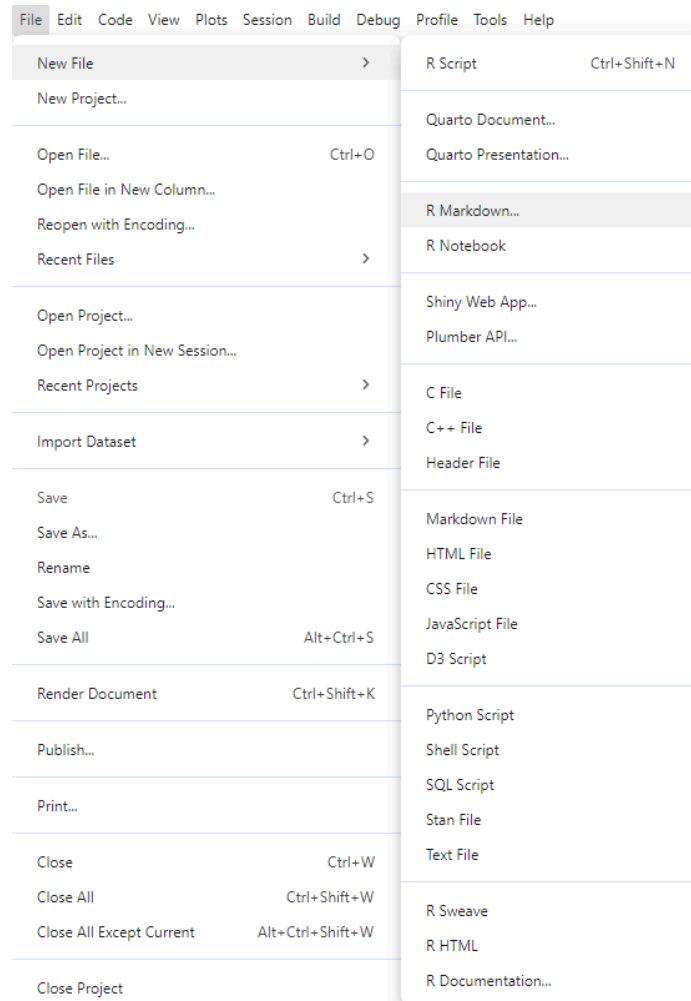 File Edit Code View Plots Session Build Debug Profile Tools Help
New File >
New Project...
Open File... Ctrl+O
Open File in New Column...
Reopen with Encoding...
Recent Files >
Open Project...
Open Project in New Session...
Recent Projects >
Import Dataset >
Save Ctrl+S
Save As...
Rename
Save with Encoding...
Save All Alt+Ctrl+S
Render Document Ctrl+Shift+K
Publish...
Print...
Close Ctrl+W
Close All Ctrl+Shift+W
Close All Except Current Alt+Ctrl+Shift+W
Close Project
R Script Ctrl+Shift+N
Quarto Document...
Quarto Presentation...
R Markdown...
R Notebook
Shiny Web App...
Plumber API...
C File
C++ File
Header File
Markdown File
HTML File
CSS File
JavaScript File
D3 Script
Python Script
Shell Script
SQL Script
Stan File
Text File
R Sweave
R HTML
R Documentation...